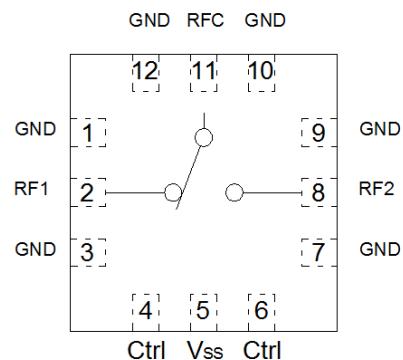 GND RFC GND
12 11 10
GND 1 9 GND
RF1 2 8 RF2
GND 3 7 GND
4 5 6
Ctrl Vss Ctrl